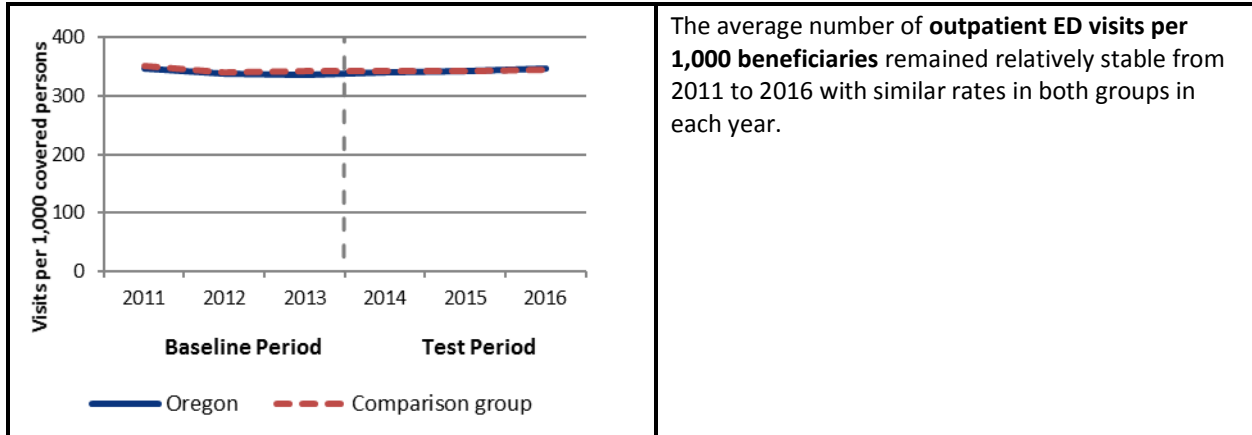 400
300
200
100
0
Visits per 1,000 covered persons
2011 2012 2013 2014 2015 2016
Baseline Period Test Period
Oregon Comparison group
The average number of outpatient ED visits per
1,000 beneficiaries remained relatively stable from
2011 to 2016 with similar rates in both groups in
each year.